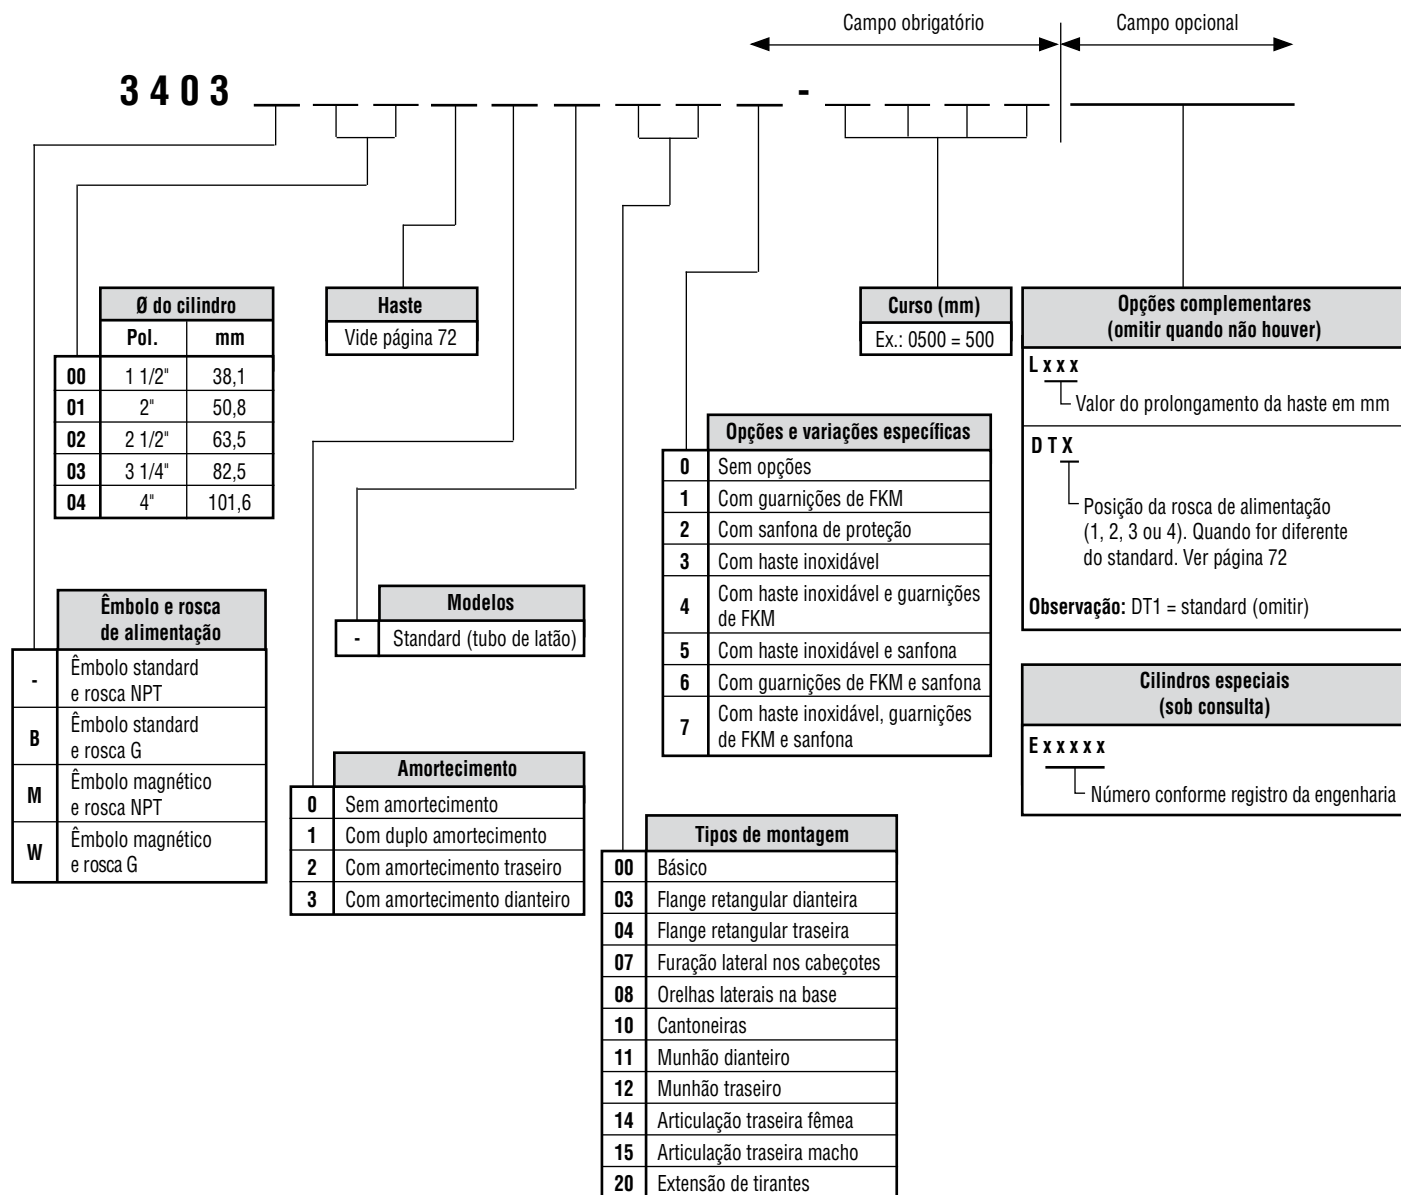 Campo obrigatório
Campo opcional
3403
-
Ø do cilindro
Pol. mm
00 1 1/2" 38,1
01 2" 50,8
02 2 1/2" 63,5
03 3 1/4" 82,5
04 4" 101,6
Haste
Vide página 72
Curso (mm)
Ex.: 0500 = 500
Opções complementares
(omitir quando não houver)
L x x x
Valor do prolongamento da haste em mm
D T X
Posição da rosca de alimentação
(1, 2, 3 ou 4). Quando for diferente
do standard. Ver página 72
Observação: DT1 = standard (omitir)
Opções e variações específicas
0 Sem opções
1 Com guarnições de FKM
2 Com sanfona de proteção
3 Com haste inoxidável
4 Com haste inoxidável e guarnições
de FKM
5 Com haste inoxidável e sanfona
6 Com guarnições de FKM e sanfona
7 Com haste inoxidável, guarnições
de FKM e sanfona
Êmbolo e rosca
de alimentação
- Êmbolo standard
e rosca NPT
B Êmbolo standard
e rosca G
M Êmbolo magnético
e rosca NPT
W Êmbolo magnético
e rosca G
Modelos
- Standard (tubo de latão)
Cilindros especiais
(sob consulta)
E x x x x x
Número conforme registro da engenharia
Amortecimento
0 Sem amortecimento
1 Com duplo amortecimento
2 Com amortecimento traseiro
3 Com amortecimento dianteiro
Tipos de montagem
00 Básico
03 Flange retangular dianteira
04 Flange retangular traseira
07 Furação lateral nos cabeçotes
08 Orelhas laterais na base
10 Cantoneiras
11 Munhão dianteiro
12 Munhão traseiro
14 Articulação traseira fêmea
15 Articulação traseira macho
20 Extensão de tirantes